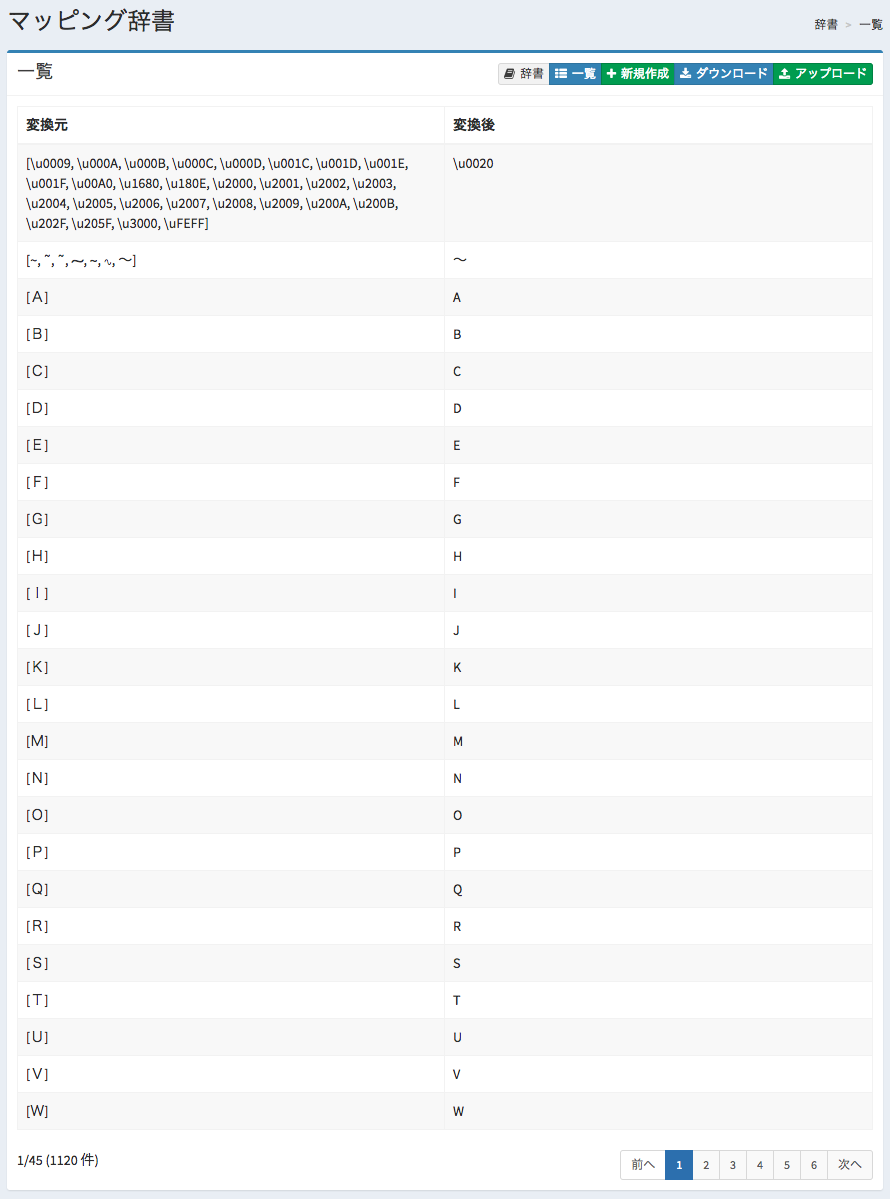 マッピング辞書
辞書 > 一覧
一覧
辞書 一覧 新規作成 ダウンロード アップロード
変換元 変換後
[\u0009, \u000A, \u000B, \u000C, \u000D, \u001C, \u001D, \u001E, \u0020
\u001F, \u00A0, \u1680, \u180E, \u2000, \u2001, \u2002, \u2003,
\u2004, \u2005, \u2006, \u2007, \u2008, \u2009, \u200A, \u200B,
\u202F, \u205F, \u3000, \uFEFF]
[~, ˜, ˜, ⁓, ∼, ∿, 〜] 〜
[Ａ] A
[Ｂ] B
[Ｃ] C
[Ｄ] D
[Ｅ] E
[Ｆ] F
[Ｇ] G
[Ｈ] H
[Ｉ] I
[Ｊ] J
[Ｋ] K
[Ｌ] L
[Ｍ] M
[Ｎ] N
[Ｏ] O
[Ｐ] P
[Ｑ] Q
[Ｒ] R
[Ｓ] S
[Ｔ] T
[Ｕ] U
[Ｖ] V
[Ｗ] W
1/45 (1120 件)
前へ 1 2 3 4 5 6 次へ